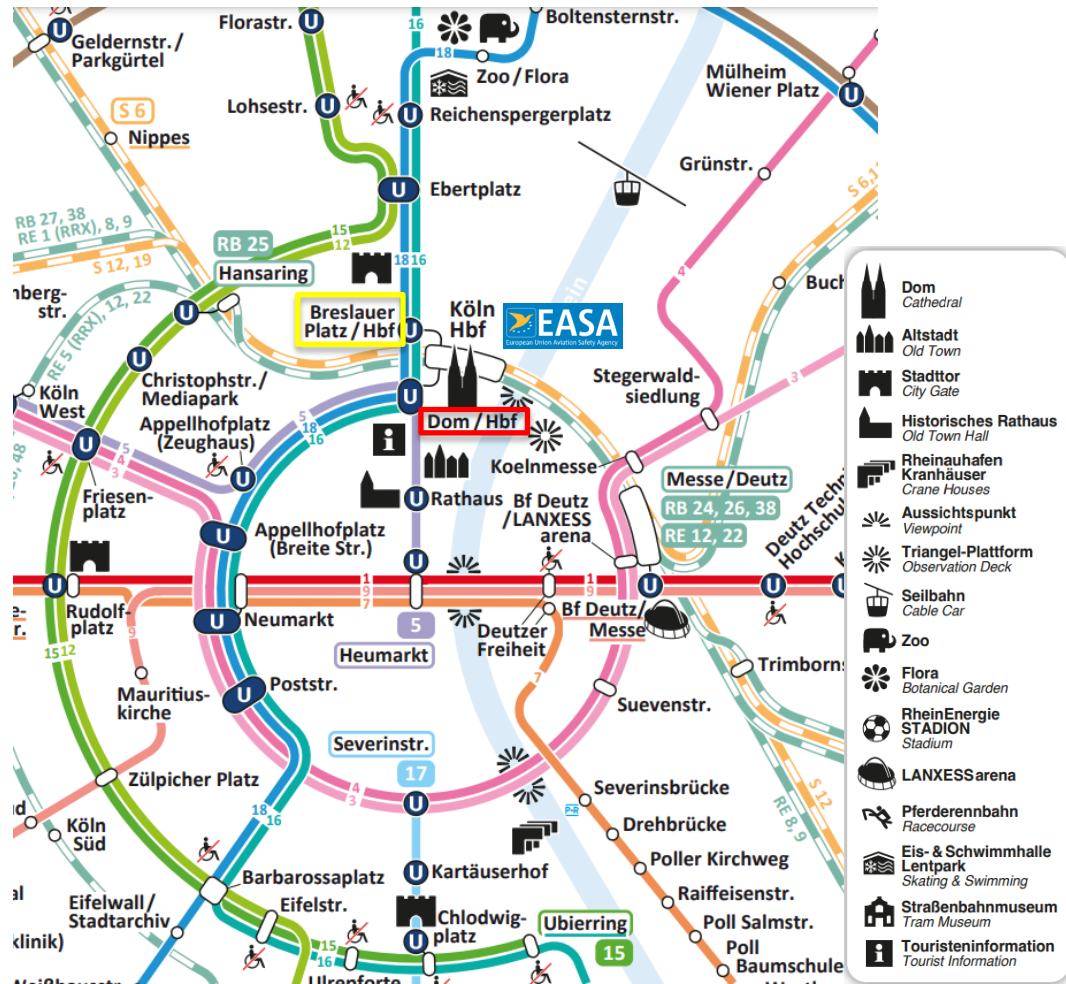 Florastr.
16
Boltensternstr.
Geldernstr./
Parkgürtel
18
Zoo/Flora
Mülheim
Wiener Platz
S 6
Lohsestr.
Reichenspergerplatz
Nippes
Grünstr.
Ebertplatz
RB 27, 38
RE 1 (RRX), 8, 9
S 12, 19
15
12
RB 25
Hansaring
18 16
4
Breslauer
Platz/Hbf
Köln
Hbf
EASA
European Union Aviation Safety Agency
RE 5 (RRX), 12, 22
Christophstr./
Mediapark
Köln
West
Appellhofplatz
(Zeughaus)
5
18
16
Dom/Hbf
Stegerwald-
siedlung
3
Koelnmesse
5
4
3
Friesen-
platz
Rathaus
Bf Deutz
/LANXESS
arena
Messe/Deutz
RB 24, 26, 38
RE 12, 22
Appellhofplatz
(Breite Str.)
1
9
7
1
9
Rudolf-
platz
Neumarkt
5
Heumarkt
Deutzer
Freiheit
Bf Deutz/
Messe
9
15 12
Mauritius-
kirche
Poststr.
7
Suevenstr.
Severinstr.
17
4
3
Zülpicher Platz
Severinsbrücke
S 12
RE 8, 9
18
16
P+R
Drehbrücke
Köln
Süd
Poller Kirchweg
Barbarossaplatz
Kartäuserhof
Raiffeisenstr.
Eifelwall/
Stadtarchiv
Eifelstr.
Chlodwig-
platz
Ubierring
15
Poll Salmstr.
15
16
Poll
Baumschule
Ulrepforte
Dom
Cathedral
Altstadt
Old Town
Stadttor
City Gate
Historisches Rathaus
Old Town Hall
Rheinauhafen
Kranhäuser
Crane Houses
Aussichtspunkt
Viewpoint
Triangel-Plattform
Observation Deck
Seilbahn
Cable Car
Zoo
Flora
Botanical Garden
RheinEnergie
STADION
Stadium
LANXESS arena
Pferderennbahn
Racecourse
Eis- & Schwimmhalle
Lentpark
Skating & Swimming
Straßenbahnmuseum
Tram Museum
Touristeninformation
Tourist Information